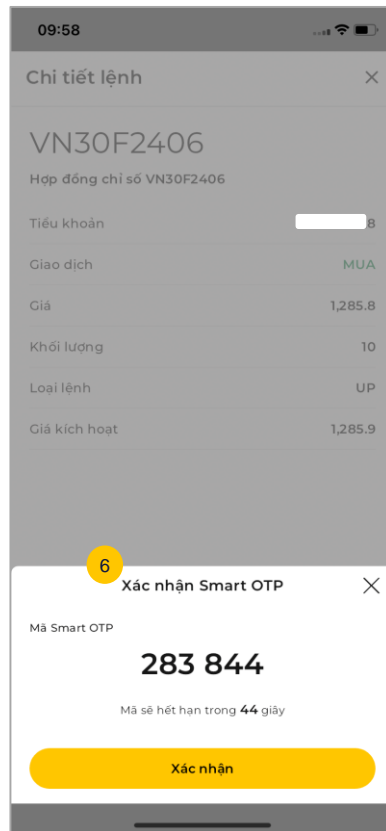 09:58
Chi tiết lệnh
VN30F2406
Hợp đồng chỉ số VN30F2406
Tiểu khoản 8
Giao dịch MUA
Giá 1,285.8
Khối lượng 10
Loại lệnh UP
Giá kích hoạt 1,285.9
6
Xác nhận Smart OTP
Mã Smart OTP
283 844
Mã sẽ hết hạn trong 44 giây
Xác nhận